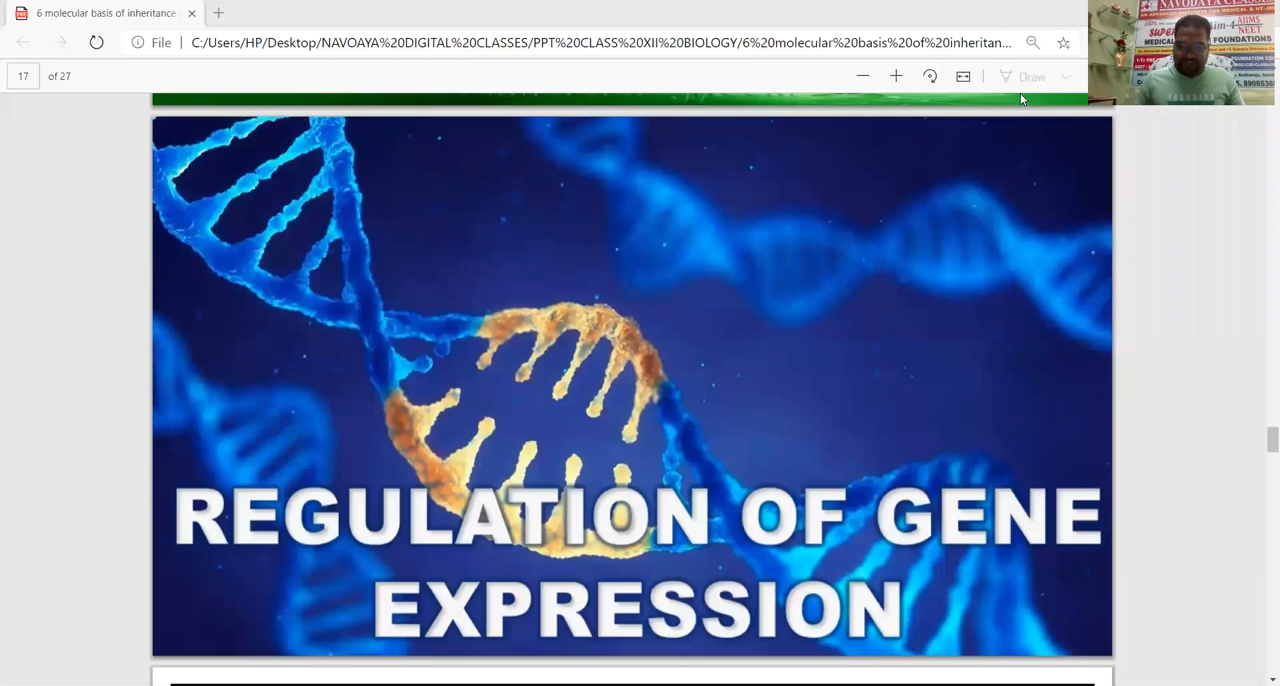 6 molecular basis of inheritance
File
C:/Users/HP/Desktop/NAVOAYA%20DIGITAL%20CLASSES/PPT%20CLASS%20XII%20BIOLOGY/6%20molecular%20basis%20of%20inheritan...
17 of 27
Draw
NAVODAYA CLASSES
AIIMS
NEET
FOUNDATIONS
REGULATION OF GENE
EXPRESSION